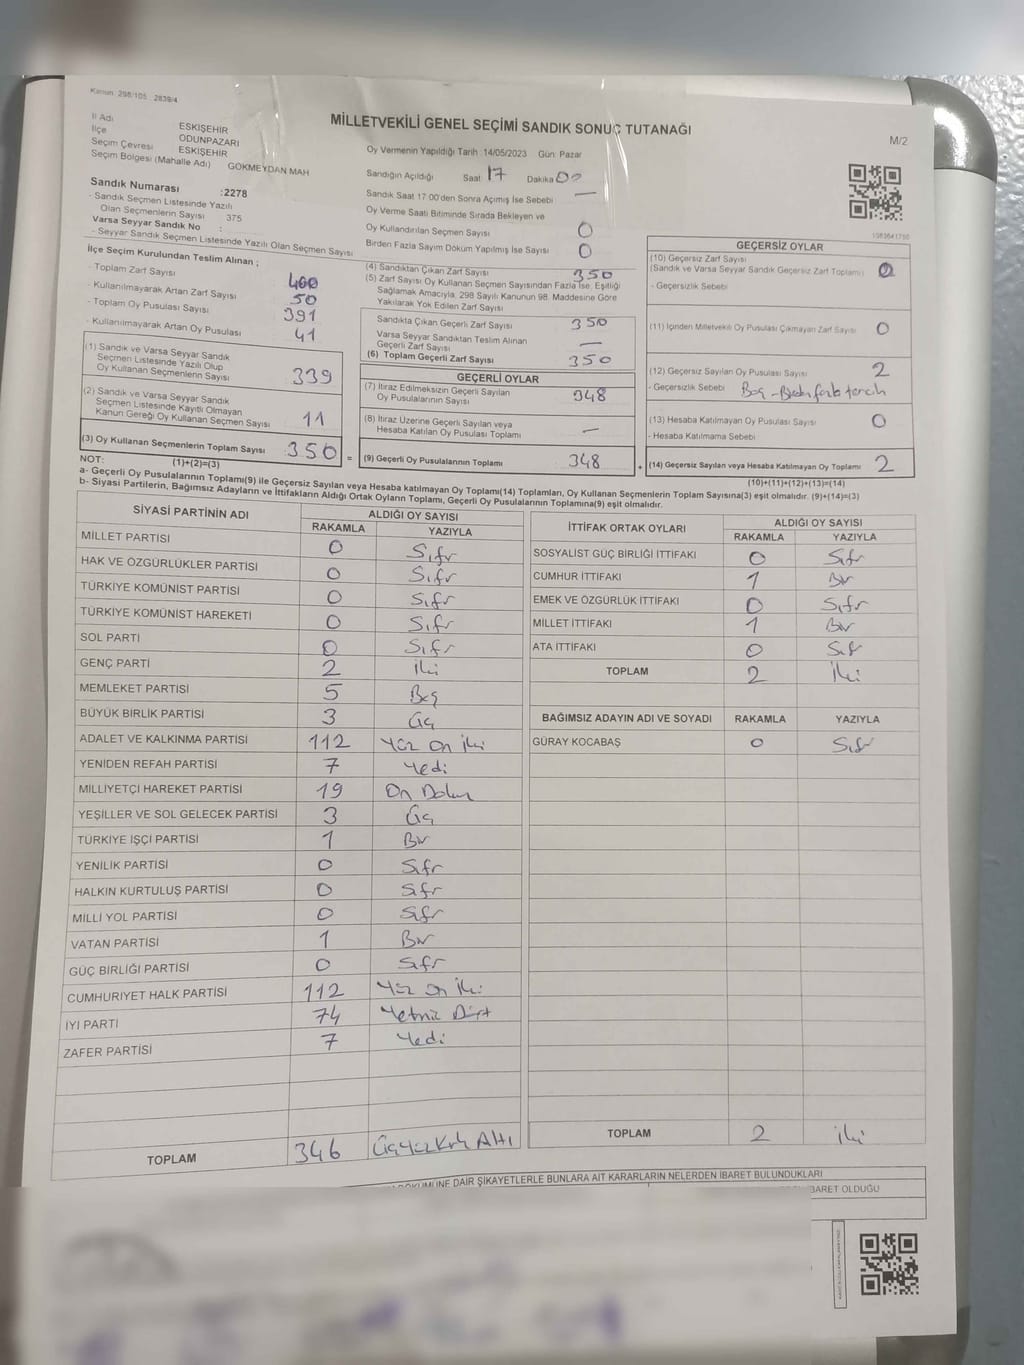 Kanun: 298/105 2839/4
MİLLETVEKİLİ GENEL SEÇİMİ SANDIK SONUÇ TUTANAĞI
M/2
İl Adı ESKİŞEHİR
İlçe ODUNPAZARI
Seçim Çevresi ESKİŞEHİR
Seçim Bölgesi (Mahalle Adı) GÖKMEYDAN MAH
Sandık Numarası :2278
- Sandık Seçmen Listesinde Yazılı
Olan Seçmenlerin Sayısı 375
Varsa Seyyar Sandık No :
- Seyyar Sandık Seçmen Listesinde Yazılı Olan Seçmen Sayısı
İlçe Seçim Kurulundan Teslim Alınan ;
- Toplam Zarf Sayısı 400
- Kullanılmayarak Artan Zarf Sayısı 50
- Toplam Oy Pusulası Sayısı 391
- Kullanılmayarak Artan Oy Pusulası 41
(1) Sandık ve Varsa Seyyar Sandık
Seçmen Listesinde Yazılı Olup
Oy Kullanan Seçmenlerin Sayısı 339
(2) Sandık ve Varsa Seyyar Sandık
Seçmen Listesinde Kayıtlı Olmayan
Kanun Gereği Oy Kullanan Seçmen Sayısı 11
(3) Oy Kullanan Seçmenlerin Toplam Sayısı 350 =
(1)+(2)=(3)
Oy Vermenin Yapıldığı Tarih :14/05/2023 Gün: Pazar
Sandığın Açıldığı Saat 17 Dakika 02
Sandık Saat 17:00'den Sonra Açımış İse Sebebi —
Oy Verme Saati Bitiminde Sırada Bekleyen ve
Oy Kullandırılan Seçmen Sayısı 0
Birden Fazla Sayım Döküm Yapılmış İse Sayısı 0
(4) Sandıktan Çıkan Zarf Sayısı 350
(5) Zarf Sayısı Oy Kullanan Seçmen Sayısından Fazla İse, Eşitliği
Sağlamak Amacıyla, 298 Sayılı Kanunun 98. Maddesine Göre
Yakılarak Yok Edilen Zarf Sayısı
Sandıkta Çıkan Geçerli Zarf Sayısı 350
Varsa Seyyar Sandıktan Teslim Alınan
Geçerli Zarf Sayısı —
(6) Toplam Geçerli Zarf Sayısı 350
GEÇERLİ OYLAR
(7) İtiraz Edilmeksizin Geçerli Sayılan
Oy Pusulalarının Sayısı 348
(8) İtiraz Üzerine Geçerli Sayılan veya
Hesaba Katılan Oy Pusulası Toplamı —
(9) Geçerli Oy Pusulalarının Toplamı 348 +
GEÇERSİZ OYLAR
(10) Geçersiz Zarf Sayısı
(Sandık ve Varsa Seyyar Sandık Geçersiz Zarf Toplamı) 0
- Geçersizlik Sebebi
(11) İçinden Milletvekili Oy Pusulası Çıkmayan Zarf Sayısı 0
(12) Geçersiz Sayılan Oy Pusulası Sayısı 2
- Geçersizlik Sebebi Boş - Birden fazla tercih
(13) Hesaba Katılmayan Oy Pusulası Sayısı 0
- Hesaba Katılmama Sebebi
(14) Geçersiz Sayılan veya Hesaba Katılmayan Oy Toplamı 2
(10)+(11)+(12)+(13)=(14)
NOT:
a- Geçerli Oy Pusulalarının Toplamı(9) ile Geçersiz Sayılan veya Hesaba katılmayan Oy Toplamı(14) Toplamları, Oy Kullanan Seçmenlerin Toplam Sayısına(3) eşit olmalıdır. (9)+(14)=(3)
b- Siyasi Partilerin, Bağımsız Adayların ve İttifakların Aldığı Ortak Oyların Toplamı, Geçerli Oy Pusulalarının Toplamına(9) eşit olmalıdır.
SİYASİ PARTİNİN ADI ALDIĞI OY SAYISI
RAKAMLA YAZIYLA
MİLLET PARTİSİ 0 Sıfır
HAK VE ÖZGÜRLÜKLER PARTİSİ 0 Sıfır
TÜRKİYE KOMÜNİST PARTİSİ 0 Sıfır
TÜRKİYE KOMÜNİST HAREKETİ 0 Sıfır
SOL PARTİ 0 Sıfır
GENÇ PARTİ 2 İki
MEMLEKET PARTİSİ 5 Beş
BÜYÜK BİRLİK PARTİSİ 3 Üç
ADALET VE KALKINMA PARTİSİ 112 Yüz on iki
YENİDEN REFAH PARTİSİ 7 Yedi
MİLLİYETÇİ HAREKET PARTİSİ 19 On Dokuz
YEŞİLLER VE SOL GELECEK PARTİSİ 3 Üç
TÜRKİYE İŞÇİ PARTİSİ 1 Bir
YENİLİK PARTİSİ 0 Sıfır
HALKIN KURTULUŞ PARTİSİ 0 Sıfır
MİLLİ YOL PARTİSİ 0 Sıfır
VATAN PARTİSİ 1 Bir
GÜÇ BİRLİĞİ PARTİSİ 0 Sıfır
CUMHURİYET HALK PARTİSİ 112 Yüz on iki
İYİ PARTİ 74 Yetmiş Dört
ZAFER PARTİSİ 7 Yedi
TOPLAM 346 Üçyüz Kırk Altı
İTTİFAK ORTAK OYLARI ALDIĞI OY SAYISI
RAKAMLA YAZIYLA
SOSYALİST GÜÇ BİRLİĞİ İTTİFAKI 0 Sıfır
CUMHUR İTTİFAKI 1 Bir
EMEK VE ÖZGÜRLÜK İTTİFAKI 0 Sıfır
MİLLET İTTİFAKI 1 Bir
ATA İTTİFAKI 0 Sıfır
TOPLAM 2 İki
BAĞIMSIZ ADAYIN ADI VE SOYADI RAKAMLA YAZIYLA
GÜRAY KOCABAŞ 0 Sıfır
TOPLAM 2 iki
DÖKÜMÜNE DAİR ŞİKAYETLERLE BUNLARA AİT KARARLARIN NELERDEN İBARET BULUNDUKLARI
İBARET OLDUĞU